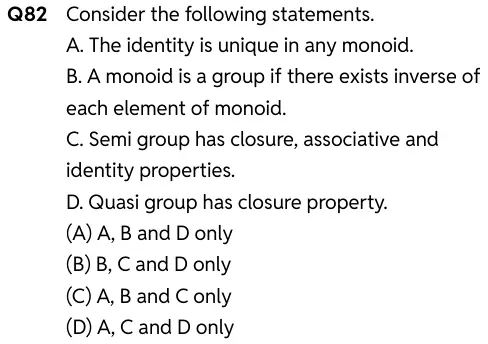 Q82 Consider the following statements.
A. The identity is unique in any monoid.
B. A monoid is a group if there exists inverse of
each element of monoid.
C. Semi group has closure, associative and
identity properties.
D. Quasi group has closure property.
(A) A, B and D only
(B) B, C and D only
(C) A, B and C only
(D) A, C and D only